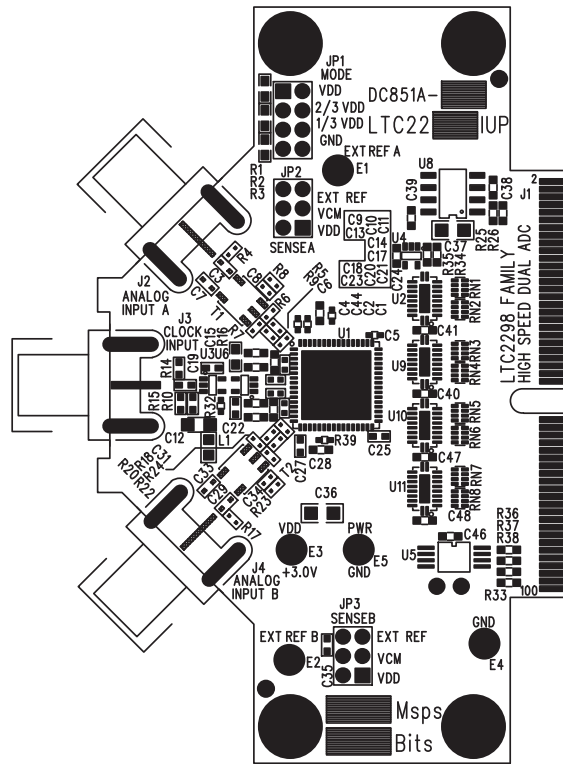 JP1
MODE
VDD
2/3 VDD
1/3 VDD
GND
R1
R2
R3
DC851A-
LTC22 IUP
EXT REF A
E1
JP2
EXT REF
VCM
VDD
SENSEA
U8
C39
C38
2
J1
C9
C13
C10
C11
C14
C17
C18
C23
C20
C21
U4
C24
C37
R25
R26
R35
R34
R4
C3
C7
C8
R8
T1
R6
R5
C6
J2
ANALOG
INPUT A
J3
CLOCK
INPUT
C15
C16
C4
C44
C2
C1
U1
C5
U2
RN1
RN2
C41
LTC2298 FAMILY
HIGH SPEED DUAL ADC
R14
C19
U3
U6
U9
RN3
RN4
C40
R15
R10
R32
C12
C22
L1
U10
RN5
RN6
R39
C25
C28
C27
C47
R18
C31
R24
R20
R22
C33
C29
C34
R23
T2
R17
U11
RN7
RN8
C48
C36
C46
R36
R37
R38
R33
U5
100
VDD
E3
+3.0V
PWR
E5
GND
J4
ANALOG
INPUT B
JP3
SENSEB
EXT REF B
E2
C35
EXT REF
VCM
VDD
GND
E4
Msps
Bits